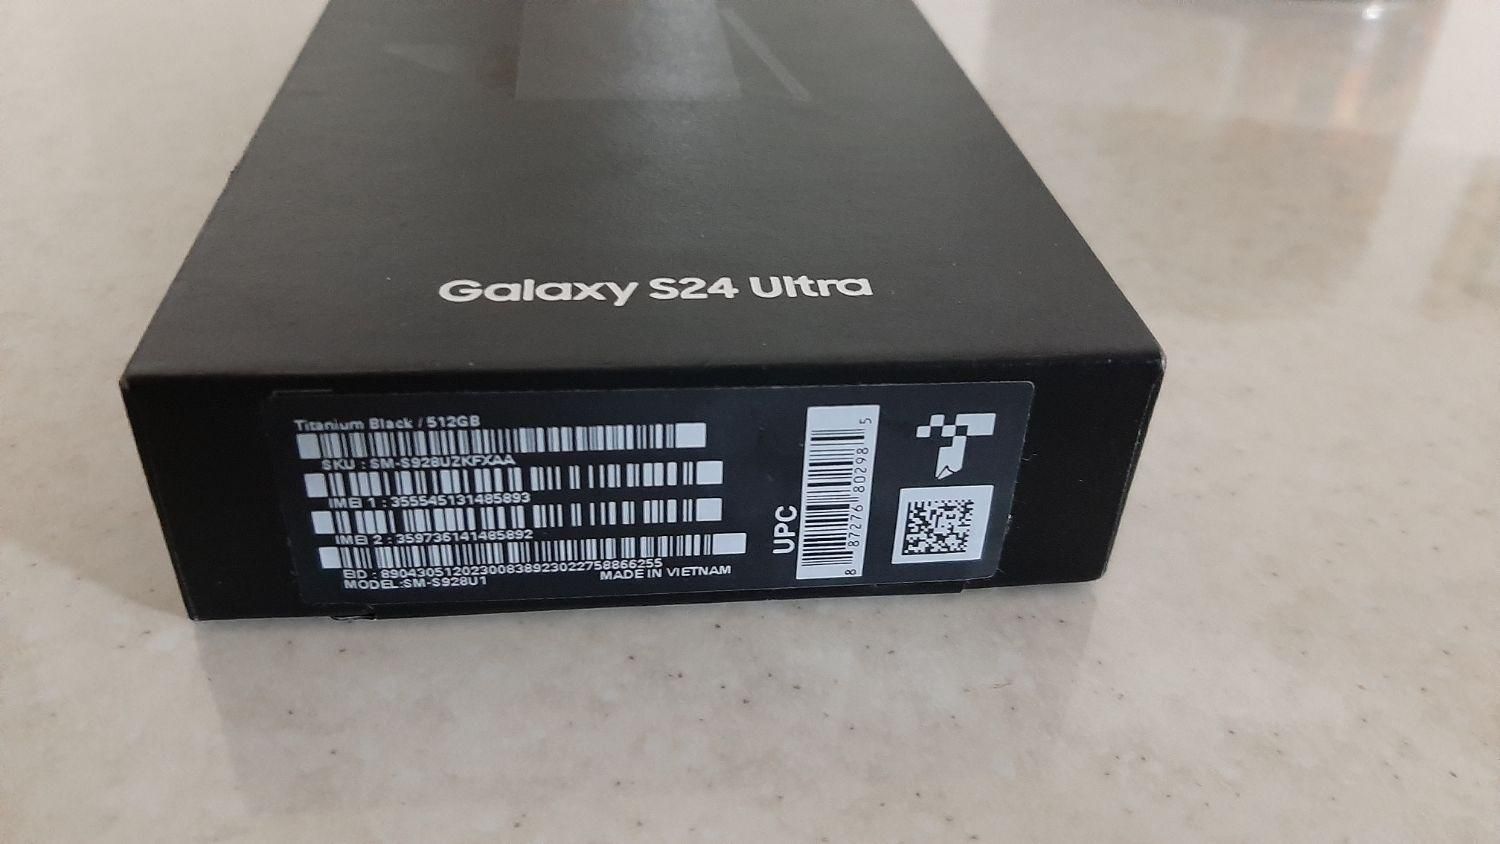 Galaxy S24 Ultra
Titanium Black / 512GB
SKU : SM-S928UZKFXAA
IMEI 1 : 355545131485893
IMEI 2 : 359736141485892
EID : 89043051202300838923022758866255
MODEL:SM-S928U1
MADE IN VIETNAM
UPC
8 87276 80298 5